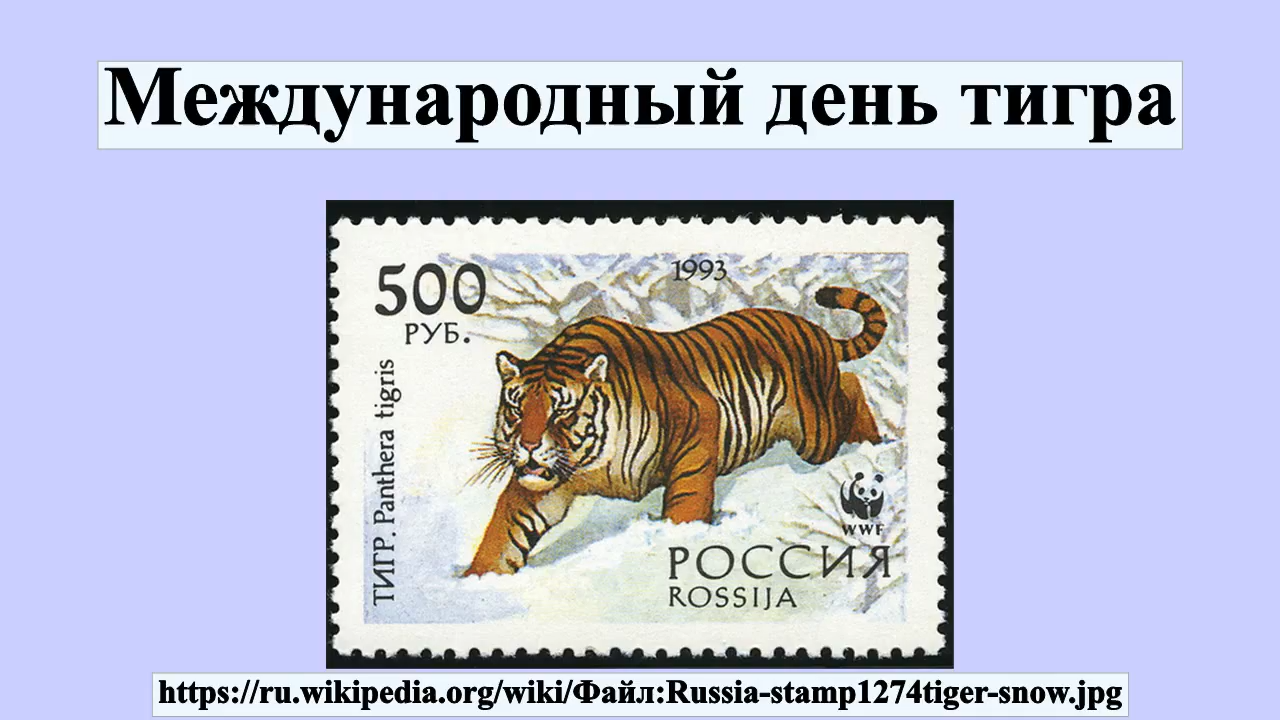 Международный день тигра
500
РУБ.
1993
ТИГР. Panthera tigris
WWF
РОССИЯ
ROSSIJA
https://ru.wikipedia.org/wiki/Файл:Russia-stamp1274tiger-snow.jpg